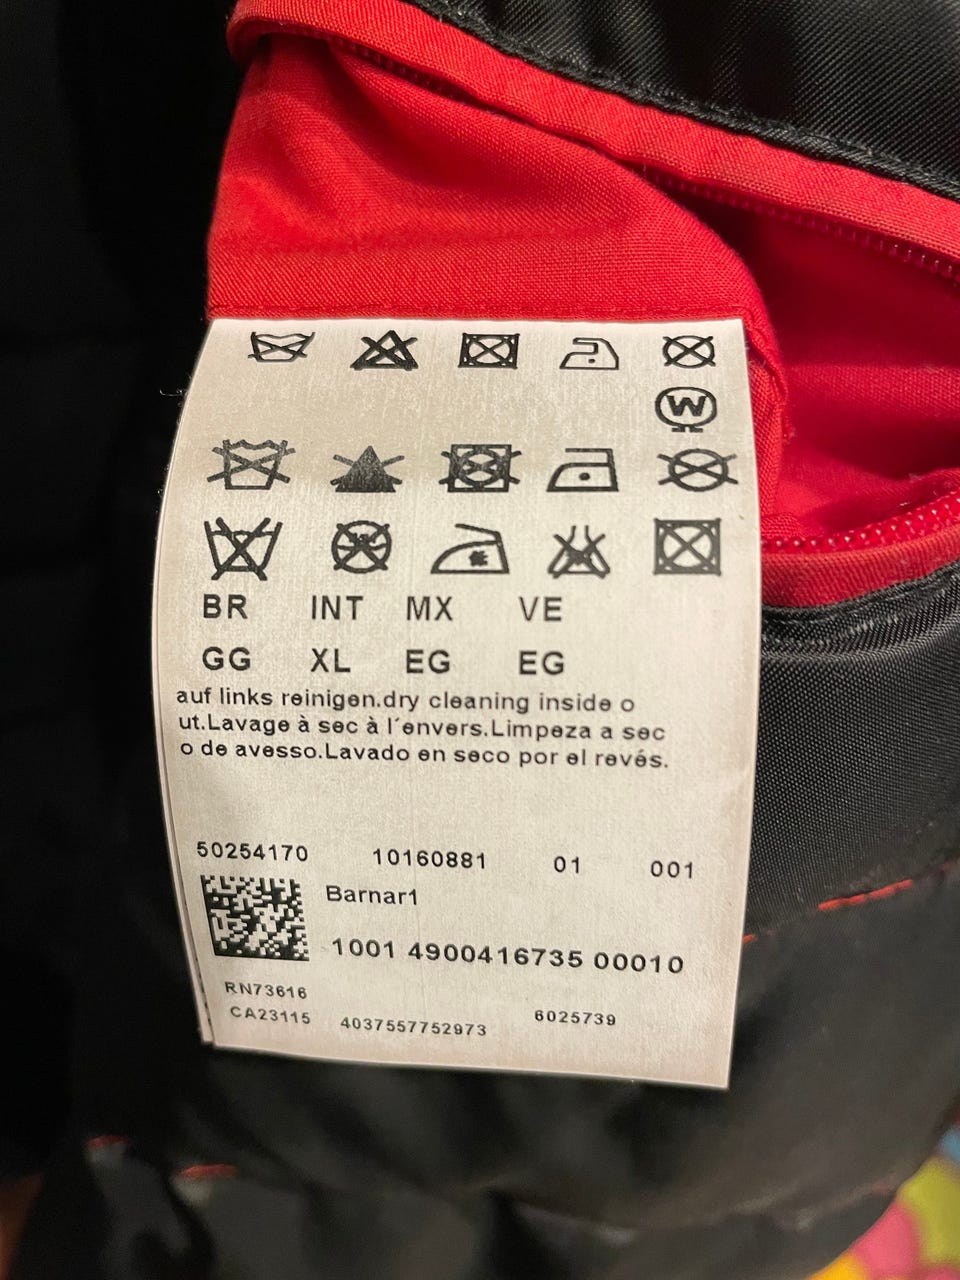 W
BR INT MX VE
GG XL EG EG
auf links reinigen.dry cleaning inside o
ut.Lavage à sec à l´envers.Limpeza a sec
o de avesso.Lavado en seco por el revés.
50254170 10160881 01 001
Barnar1
1001 4900416735 00010
RN73616
CA23115 4037557752973 6025739